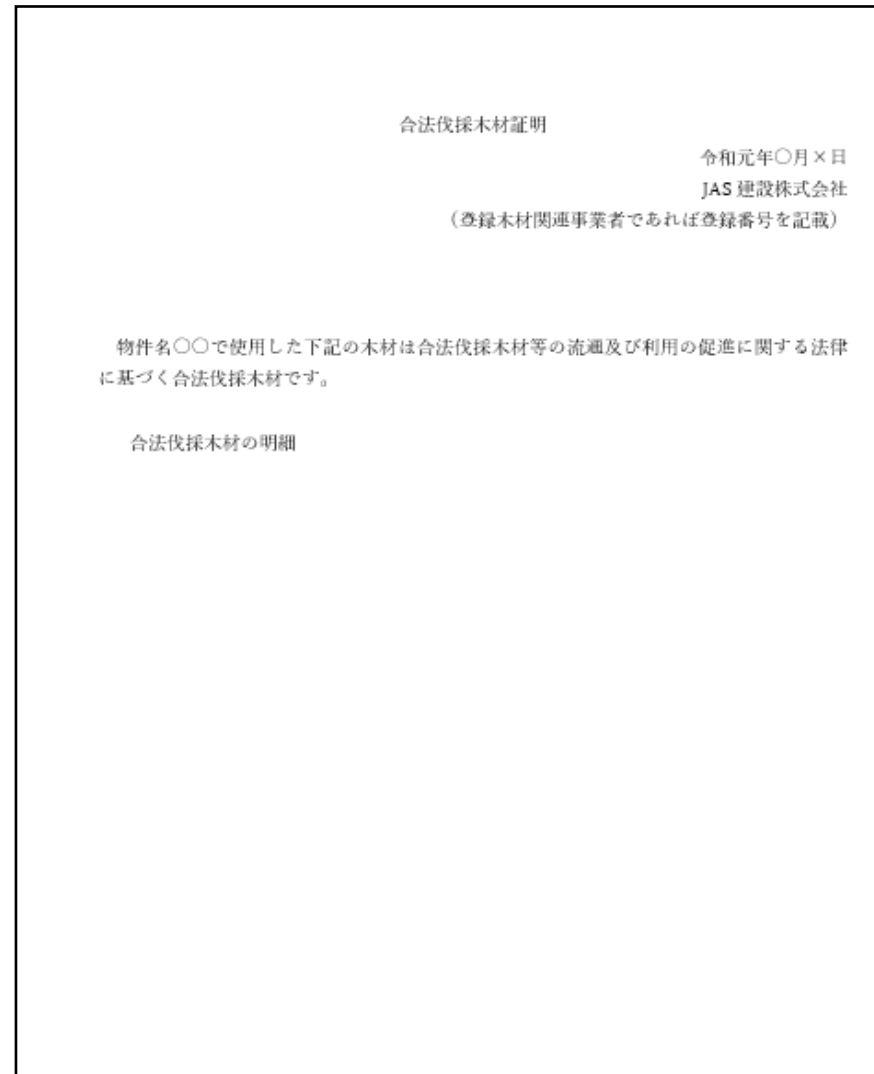 合法伐採木材証明
令和元年〇月×日
JAS 建設株式会社
（登録木材関連事業者であれば登録番号を記載）
物件名〇〇で使用した下記の木材は合法伐採木材等の流通及び利用の促進に関する法律
に基づく合法伐採木材です。
合法伐採木材の明細